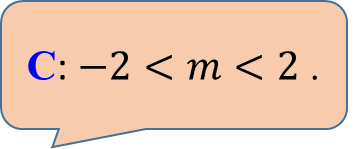 C: −2 < m < 2 .